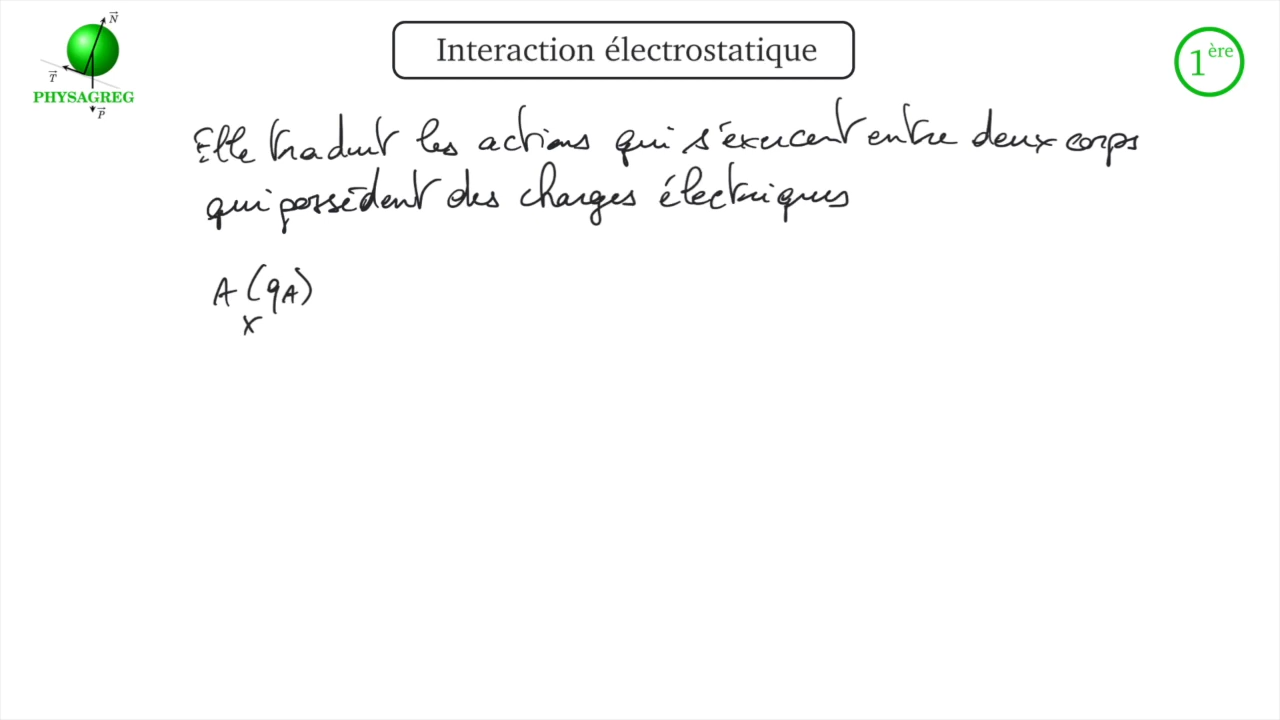 N
T
PHYSAGREG
P
Interaction électrostatique
1ère
Elle traduit les actions qui s'exercent entre deux corps
qui possèdent des charges électriques
A (qA)
x